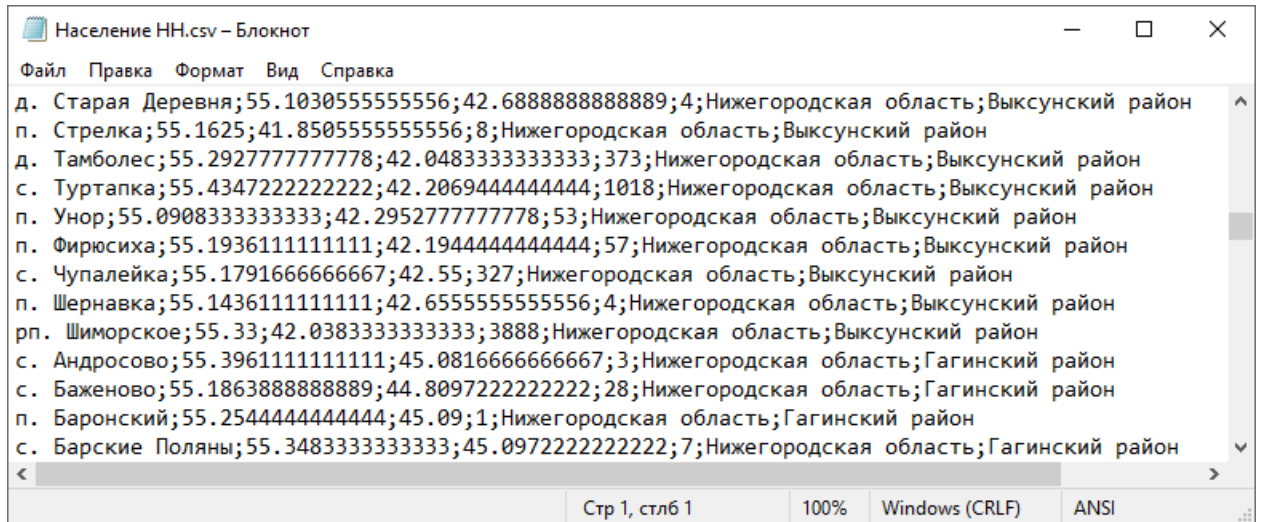 Население НН.csv – Блокнот
Файл Правка Формат Вид Справка
д. Старая Деревня;55.1030555555556;42.6888888888889;4;Нижегородская область;Выксунский район
п. Стрелка;55.1625;41.8505555555556;8;Нижегородская область;Выксунский район
д. Тамболес;55.2927777777778;42.0483333333333;373;Нижегородская область;Выксунский район
с. Туртапка;55.4347222222222;42.2069444444444;1018;Нижегородская область;Выксунский район
п. Унор;55.0908333333333;42.2952777777778;53;Нижегородская область;Выксунский район
п. Фирюсиха;55.1936111111111;42.1944444444444;57;Нижегородская область;Выксунский район
с. Чупалейка;55.1791666666667;42.55;327;Нижегородская область;Выксунский район
п. Шернавка;55.1436111111111;42.6555555555556;4;Нижегородская область;Выксунский район
рп. Шиморское;55.33;42.0383333333333;3888;Нижегородская область;Выксунский район
с. Андросово;55.3961111111111;45.0816666666667;3;Нижегородская область;Гагинский район
с. Баженово;55.1863888888889;44.8097222222222;28;Нижегородская область;Гагинский район
п. Баронский;55.2544444444444;45.09;1;Нижегородская область;Гагинский район
с. Барские Поляны;55.3483333333333;45.0972222222222;7;Нижегородская область;Гагинский район
Стр 1, стлб 1 100% Windows (CRLF) ANSI